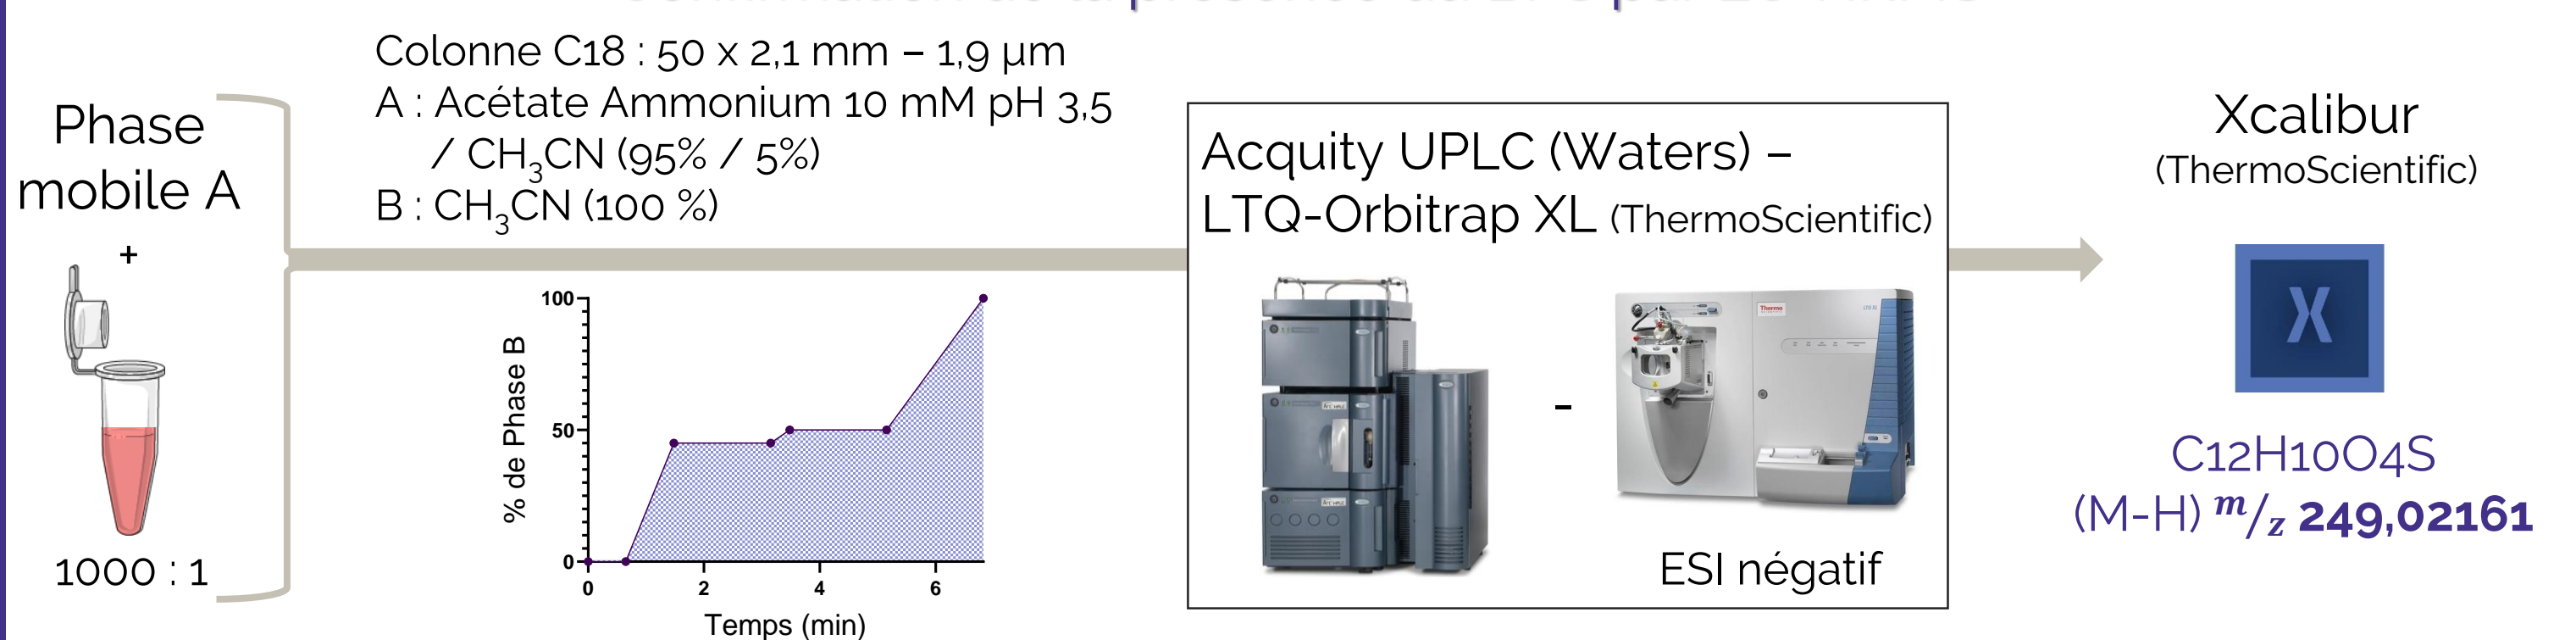 Phase
mobile A
+
1000 : 1
Colonne C18 : 50 x 2,1 mm – 1,9 µm
A : Acétate Ammonium 10 mM pH 3,5
/ CH3CN (95% / 5%)
B : CH3CN (100 %)
% de Phase B
100
50
0
0 2 4 6
Temps (min)
Acquity UPLC (Waters) –
LTQ-Orbitrap XL (ThermoScientific)
Thermo
-
ESI négatif
Xcalibur
(ThermoScientific)
X
C12H10O4S
(M-H) m/z 249,02161